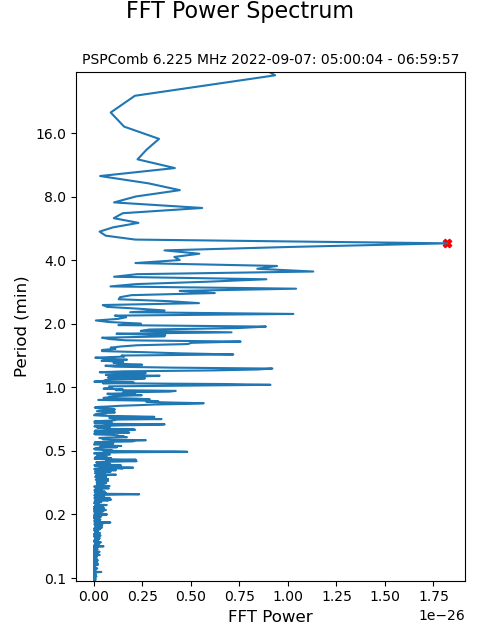 FFT Power Spectrum
PSPComb 6.225 MHz 2022-09-07: 05:00:04 - 06:59:57
16.0
8.0
4.0
2.0
1.0
0.5
0.2
0.1
Period (min)
0.00 0.25 0.50 0.75 1.00 1.25 1.50 1.75
FFT Power
1e−26